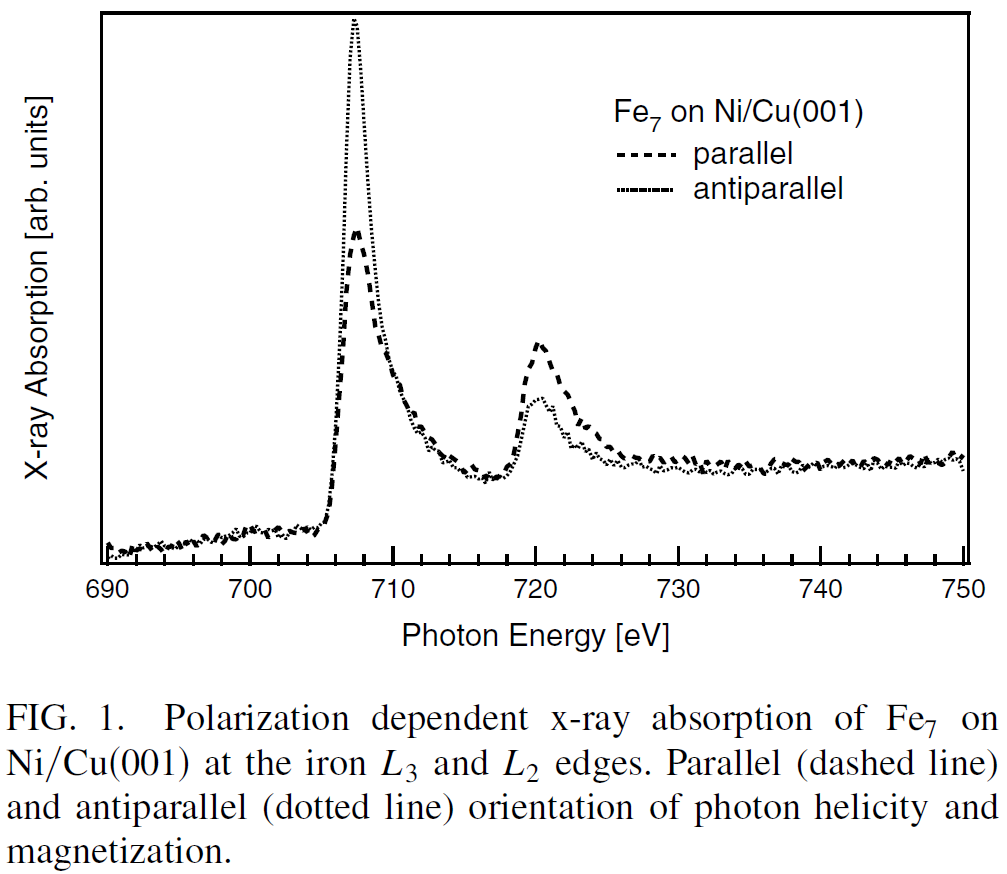 X-ray Absorption [arb. units]
Fe₇ on Ni/Cu(001)
parallel
antiparallel
690 700 710 720 730 740 750
Photon Energy [eV]
FIG. 1. Polarization dependent x-ray absorption of Fe₇ on
Ni/Cu(001) at the iron L₃ and L₂ edges. Parallel (dashed line)
and antiparallel (dotted line) orientation of photon helicity and
magnetization.